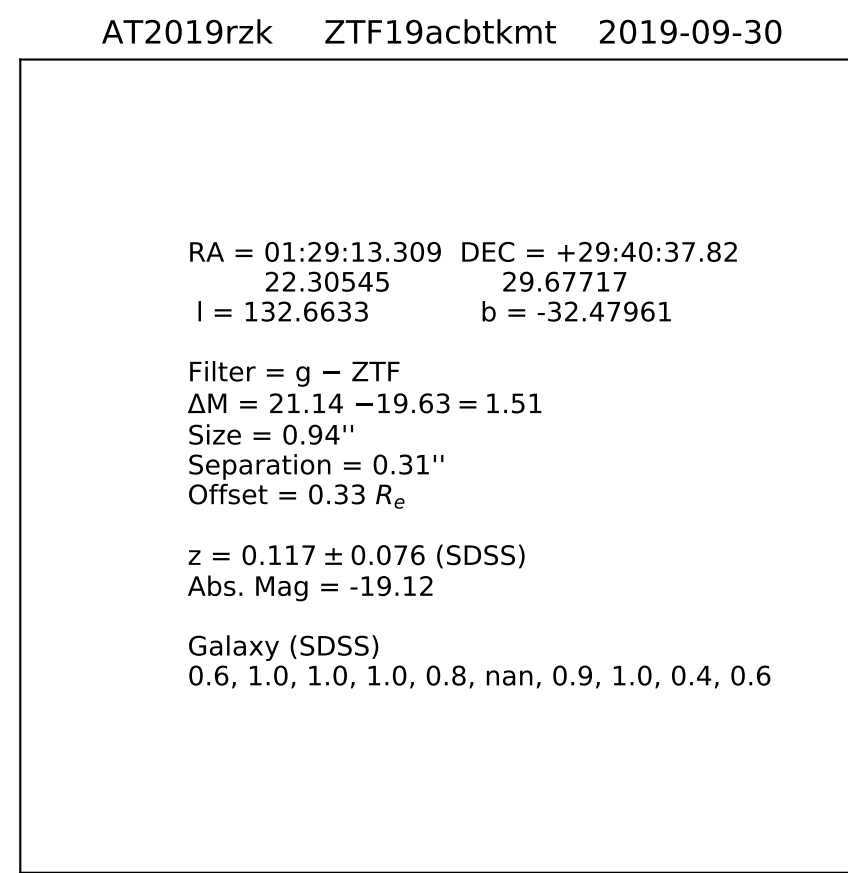 AT2019rzk ZTF19acbtkmt 2019-09-30
RA = 01:29:13.309 DEC = +29:40:37.82
22.30545 29.67717
l = 132.6633 b = -32.47961
Filter = g − ZTF
ΔM = 21.14 −19.63 = 1.51
Size = 0.94''
Separation = 0.31''
Offset = 0.33 Re
z = 0.117 ± 0.076 (SDSS)
Abs. Mag = -19.12
Galaxy (SDSS)
0.6, 1.0, 1.0, 1.0, 0.8, nan, 0.9, 1.0, 0.4, 0.6